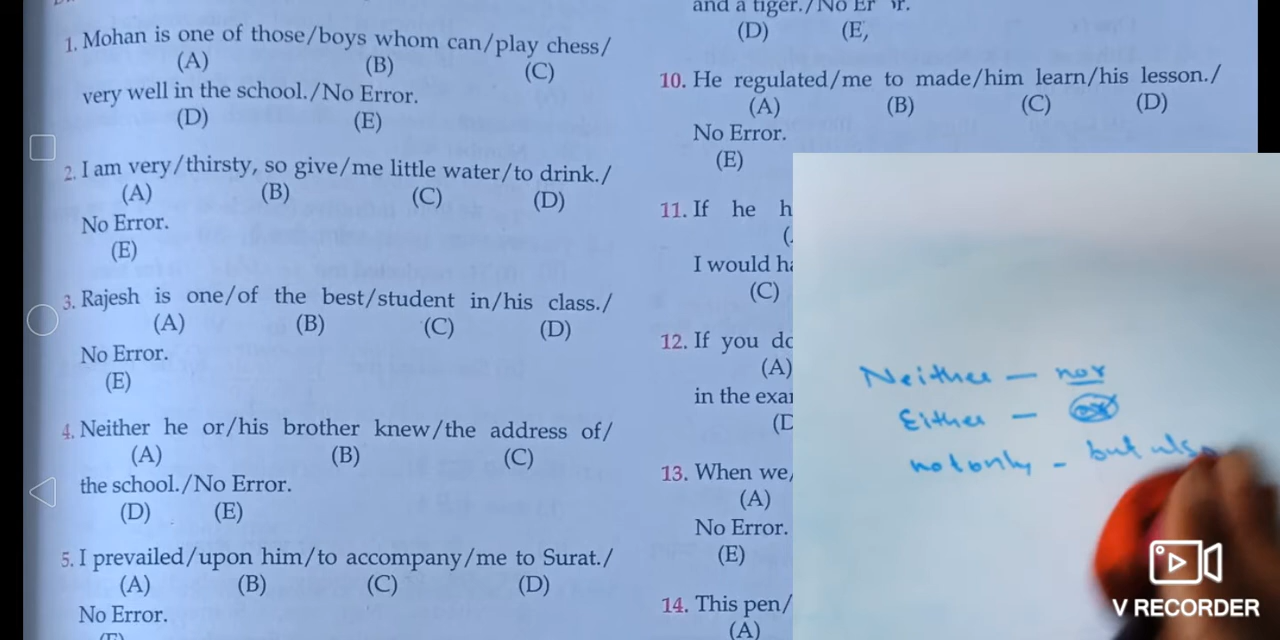 1. Mohan is one of those/boys whom can/play chess/
(A) (B) (C)
very well in the school./No Error.
(D) (E)
2. I am very/thirsty, so give/me little water/to drink./
(A) (B) (C) (D)
No Error.
(E)
3. Rajesh is one/of the best/student in/his class./
(A) (B) (C) (D)
No Error.
(E)
4. Neither he or/his brother knew/the address of/
(A) (B) (C)
the school./No Error.
(D) (E)
5. I prevailed/upon him/to accompany/me to Surat./
(A) (B) (C) (D)
No Error.
and a tiger./No Er r.
(D) (E,
10. He regulated/me to made/him learn/his lesson./
(A) (B) (C) (D)
No Error.
(E)
11. If he h
I would ha
(C)
12. If you do
(A)
in the exa
13. When we/
(A)
No Error.
(E)
14. This pen/
(A)
Neither — nor
Either — or
not only - but also
V RECORDER